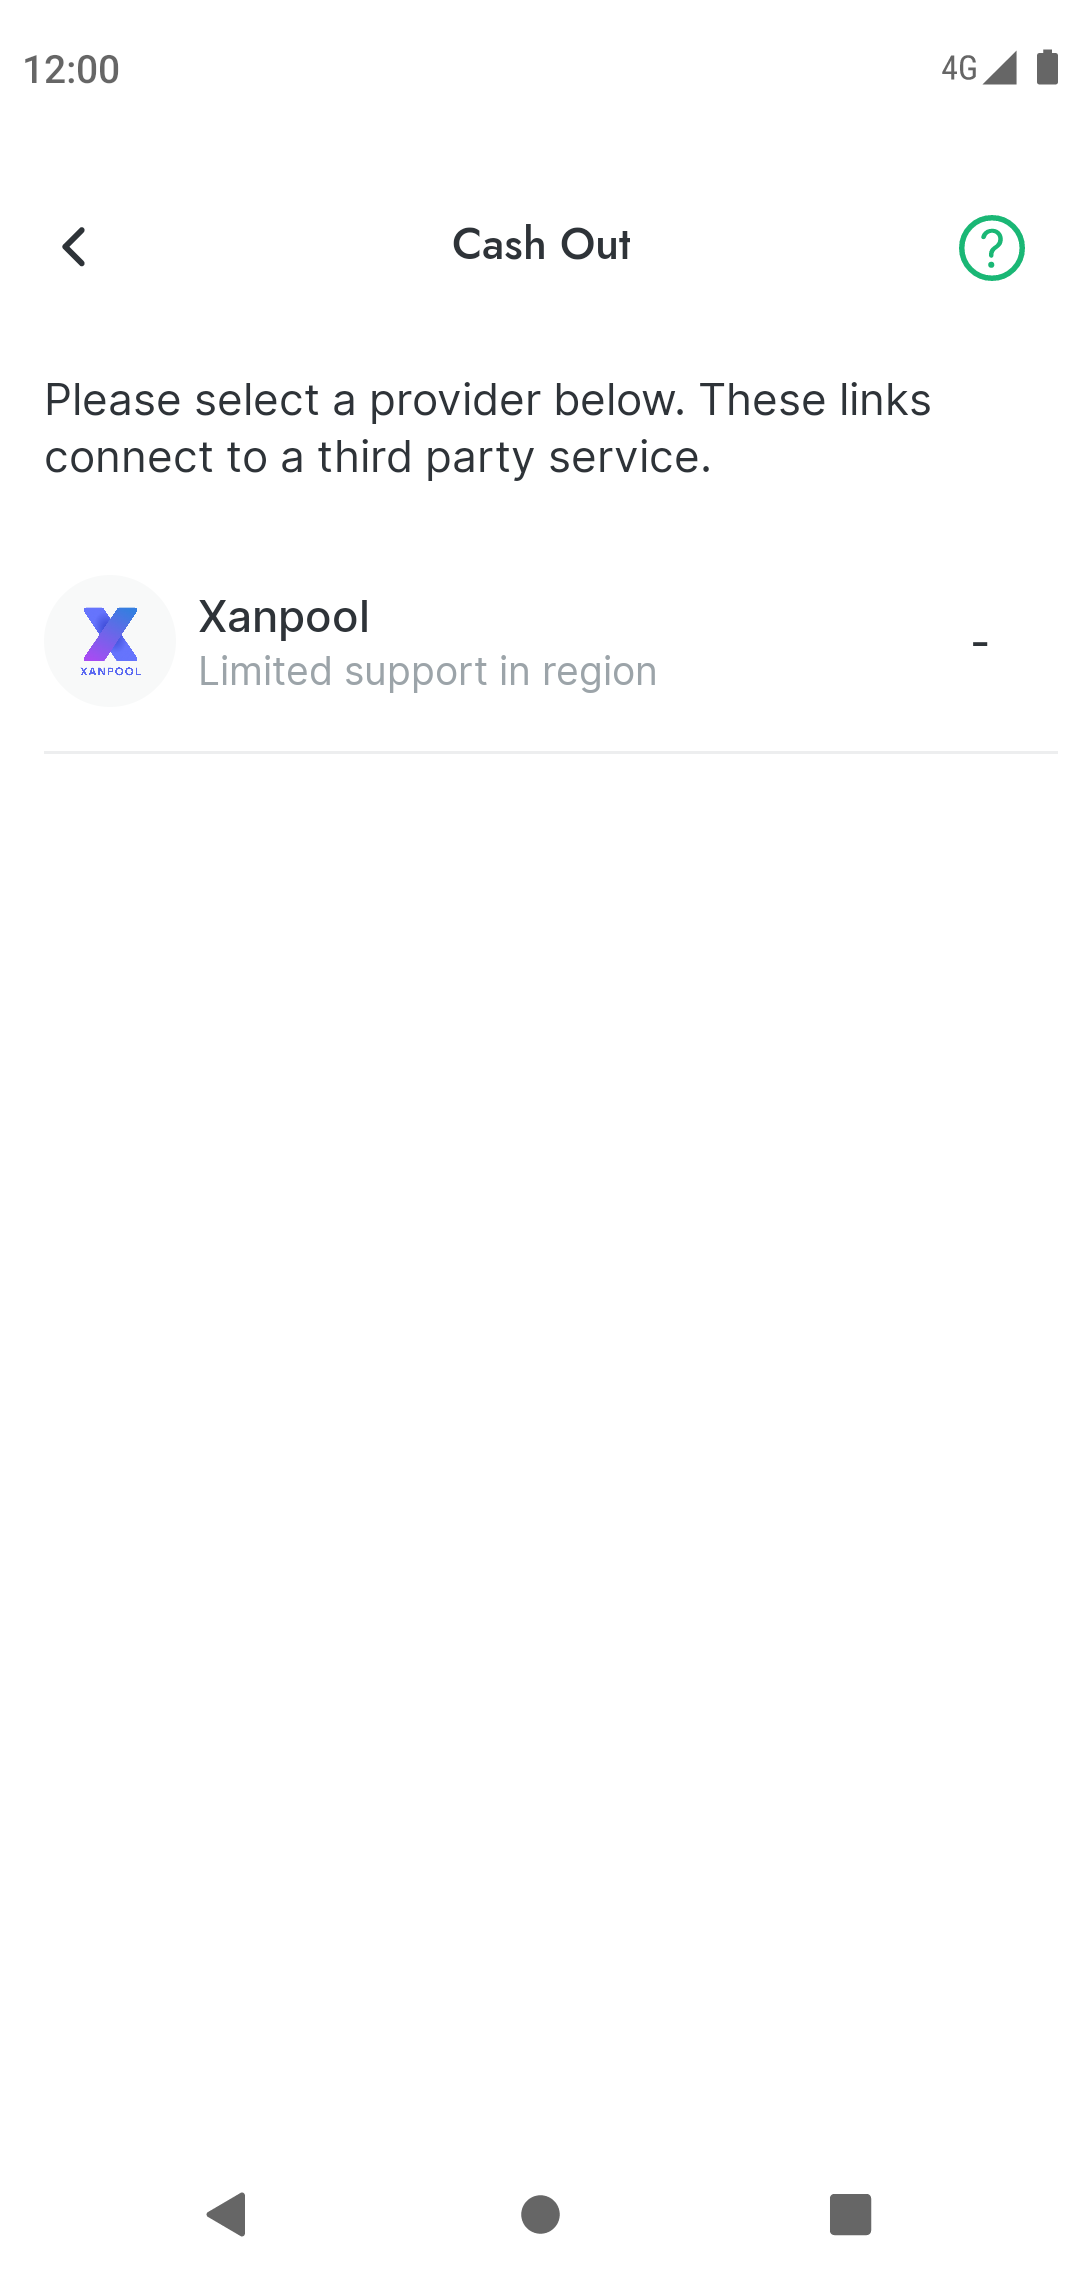 12:00
4G
Cash Out
Please select a provider below. These links
connect to a third party service.
XANPOOL
Xanpool
Limited support in region
-